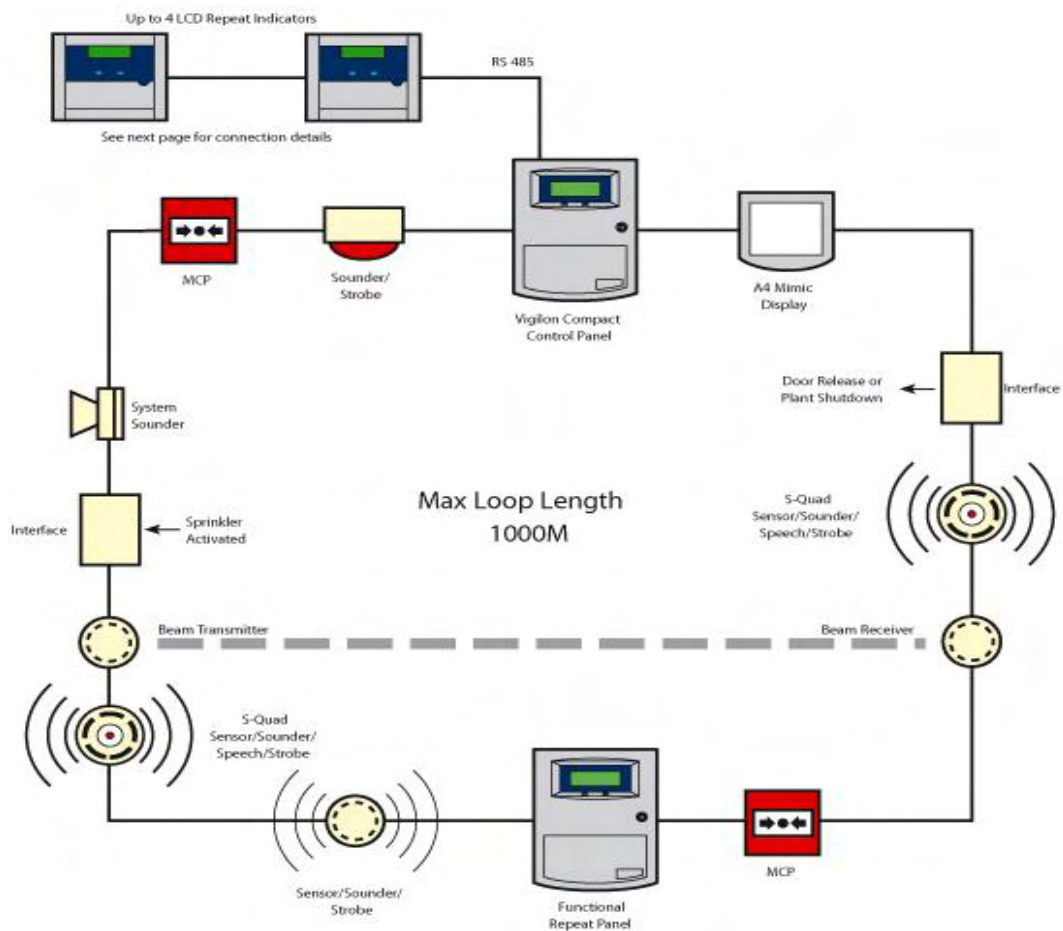 Up to 4 LCD Repeat Indicators
RS 485
See next page for connection details
MCP
Sounder/
Strobe
Vigilon Compact
Control Panel
A4 Mimic
Display
Door Release or
Plant Shutdown
Interface
System
Sounder
Max Loop Length
1000M
S-Quad
Sensor/Sounder/
Speech/Strobe
Interface
Sprinkler
Activated
Beam Transmitter
Beam Receiver
S-Quad
Sensor/Sounder/
Speech/Strobe
Sensor/Sounder/
Strobe
Functional
Repeat Panel
MCP